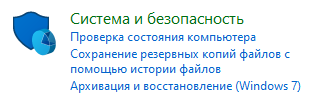 Система и безопасность
Проверка состояния компьютера
Сохранение резервных копий файлов с
помощью истории файлов
Архивация и восстановление (Windows 7)